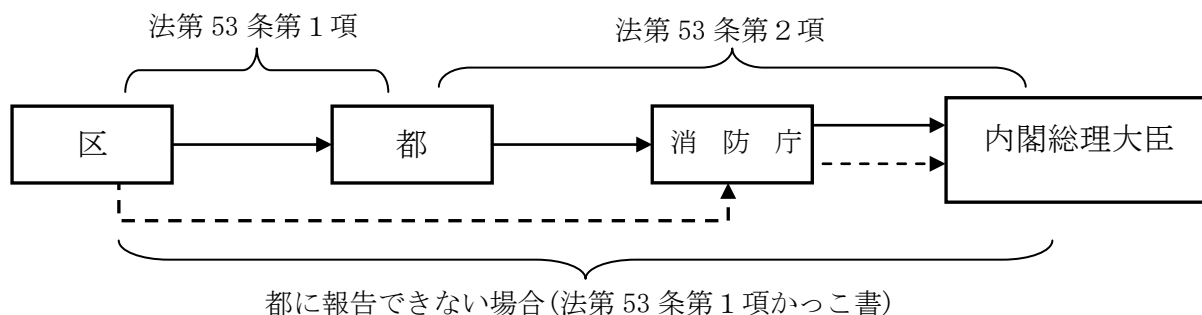 法第 53 条第１項
法第 53 条第２項
区
都
消 防 庁
内閣総理大臣
都に報告できない場合(法第 53 条第１項かっこ書)